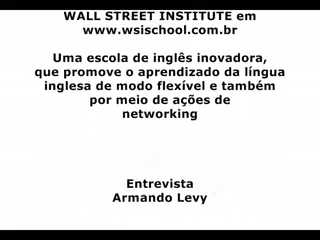 WALL STREET INSTITUTE em
www.wsischool.com.br
Uma escola de inglês inovadora,
que promove o aprendizado da língua
inglesa de modo flexível e também
por meio de ações de
networking
Entrevista
Armando Levy